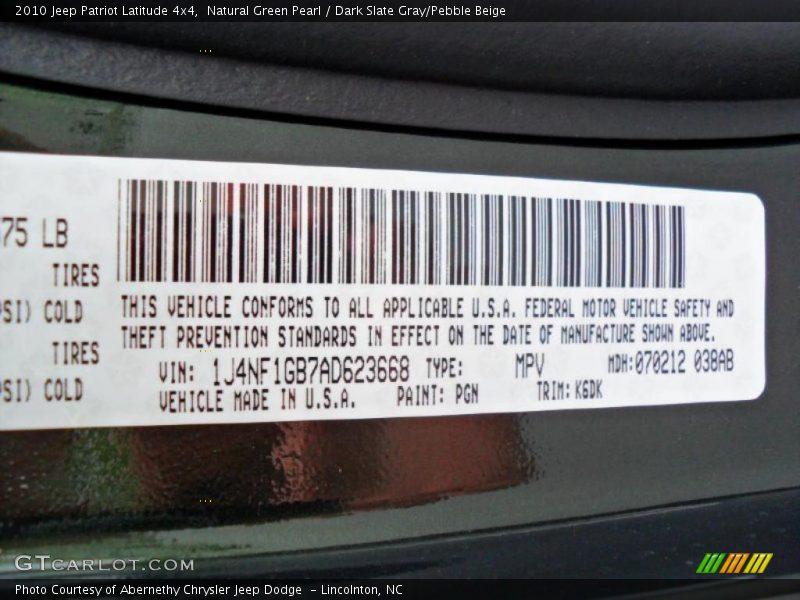 2010 Jeep Patriot Latitude 4x4, Natural Green Pearl / Dark Slate Gray/Pebble Beige
75 LB
TIRES
PSI) COLD
TIRES
PSI) COLD
THIS VEHICLE CONFORMS TO ALL APPLICABLE U.S.A. FEDERAL MOTOR VEHICLE SAFETY AND
THEFT PREVENTION STANDARDS IN EFFECT ON THE DATE OF MANUFACTURE SHOWN ABOVE.
VIN: 1J4NF1GB7AD623668 TYPE: MPV MDH:070212 038AB
VEHICLE MADE IN U.S.A. PAINT: PGN TRIM: K6DK
GTCARLOT.COM
Photo Courtesy of Abernethy Chrysler Jeep Dodge - Lincolnton, NC